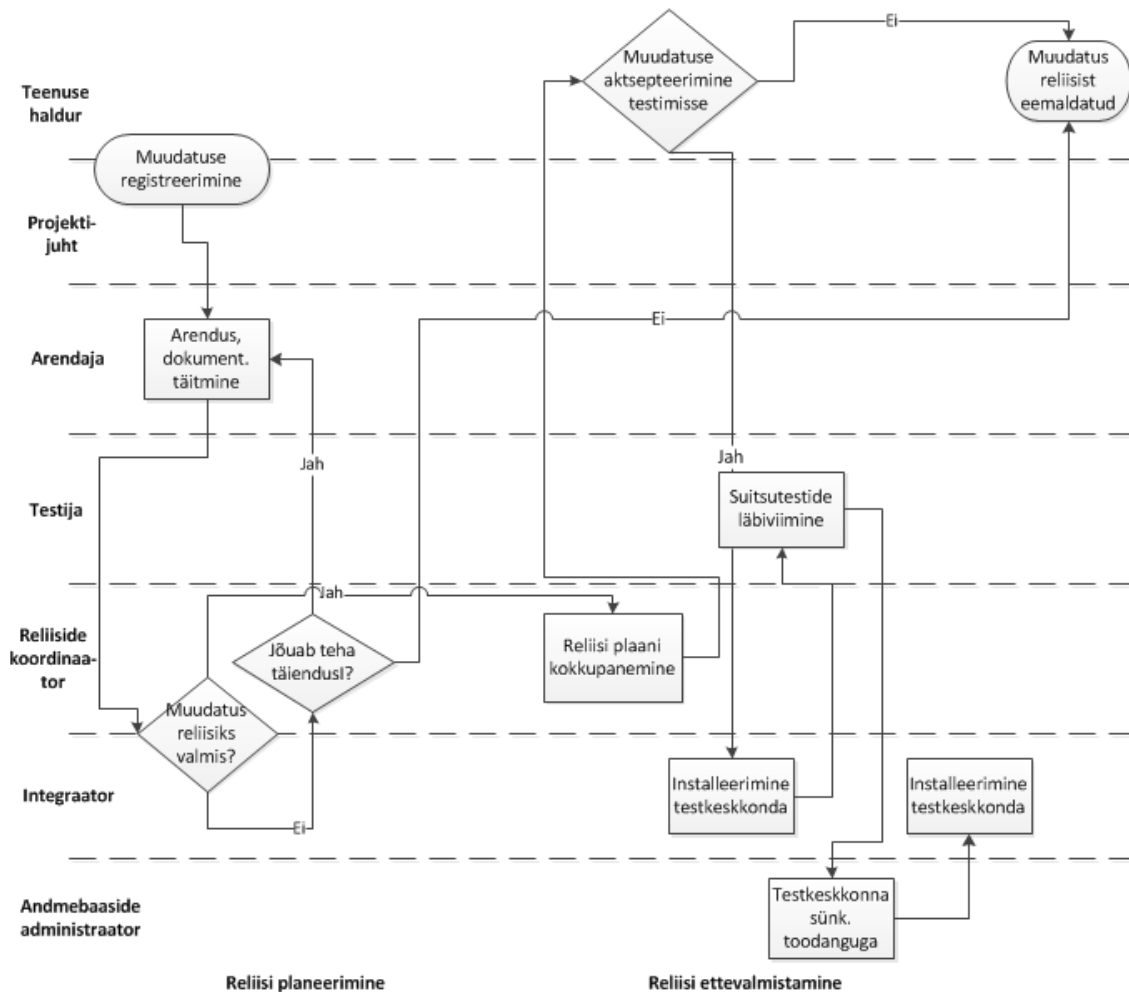 Ei
Muudatuse
aktsepteerimine
testimisse
Muudatus
reliisist
eemaldatud
Teenuse
haldur
Muudatuse
registreerimine
Projekti-
juht
Ei
Arendaja
Arendus,
dokument.
täitmine
Jah
Jah
Testija
Suitsutestide
läbiviimine
Jah
Reliiside
koordinaa-
tor
Jõuab teha
täiendusI?
Reliisi plaani
kokkupanemine
Muudatus
reliisiks
valmis?
Integraator
Installeerimine
testkeskkonda
Installeerimine
testkeskkonda
Ei
Andmebaaside
administraator
Testkeskkonna
sünk.
toodanguga
Reliisi planeerimine
Reliisi ettevalmistamine